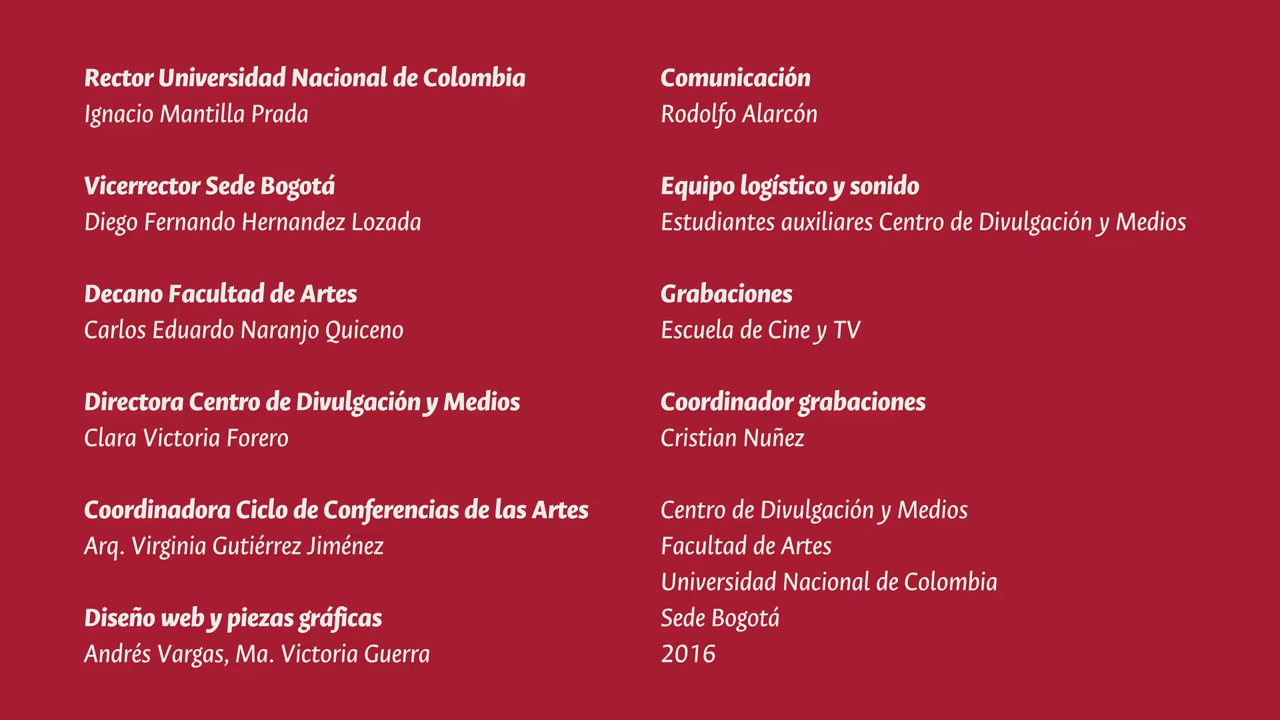 Rector Universidad Nacional de Colombia
Ignacio Mantilla Prada
Vicerrector Sede Bogotá
Diego Fernando Hernandez Lozada
Decano Facultad de Artes
Carlos Eduardo Naranjo Quiceno
Directora Centro de Divulgación y Medios
Clara Victoria Forero
Coordinadora Ciclo de Conferencias de las Artes
Arq. Virginia Gutiérrez Jiménez
Diseño web y piezas gráficas
Andrés Vargas, Ma. Victoria Guerra
Comunicación
Rodolfo Alarcón
Equipo logístico y sonido
Estudiantes auxiliares Centro de Divulgación y Medios
Grabaciones
Escuela de Cine y TV
Coordinador grabaciones
Cristian Nuñez
Centro de Divulgación y Medios
Facultad de Artes
Universidad Nacional de Colombia
Sede Bogotá
2016